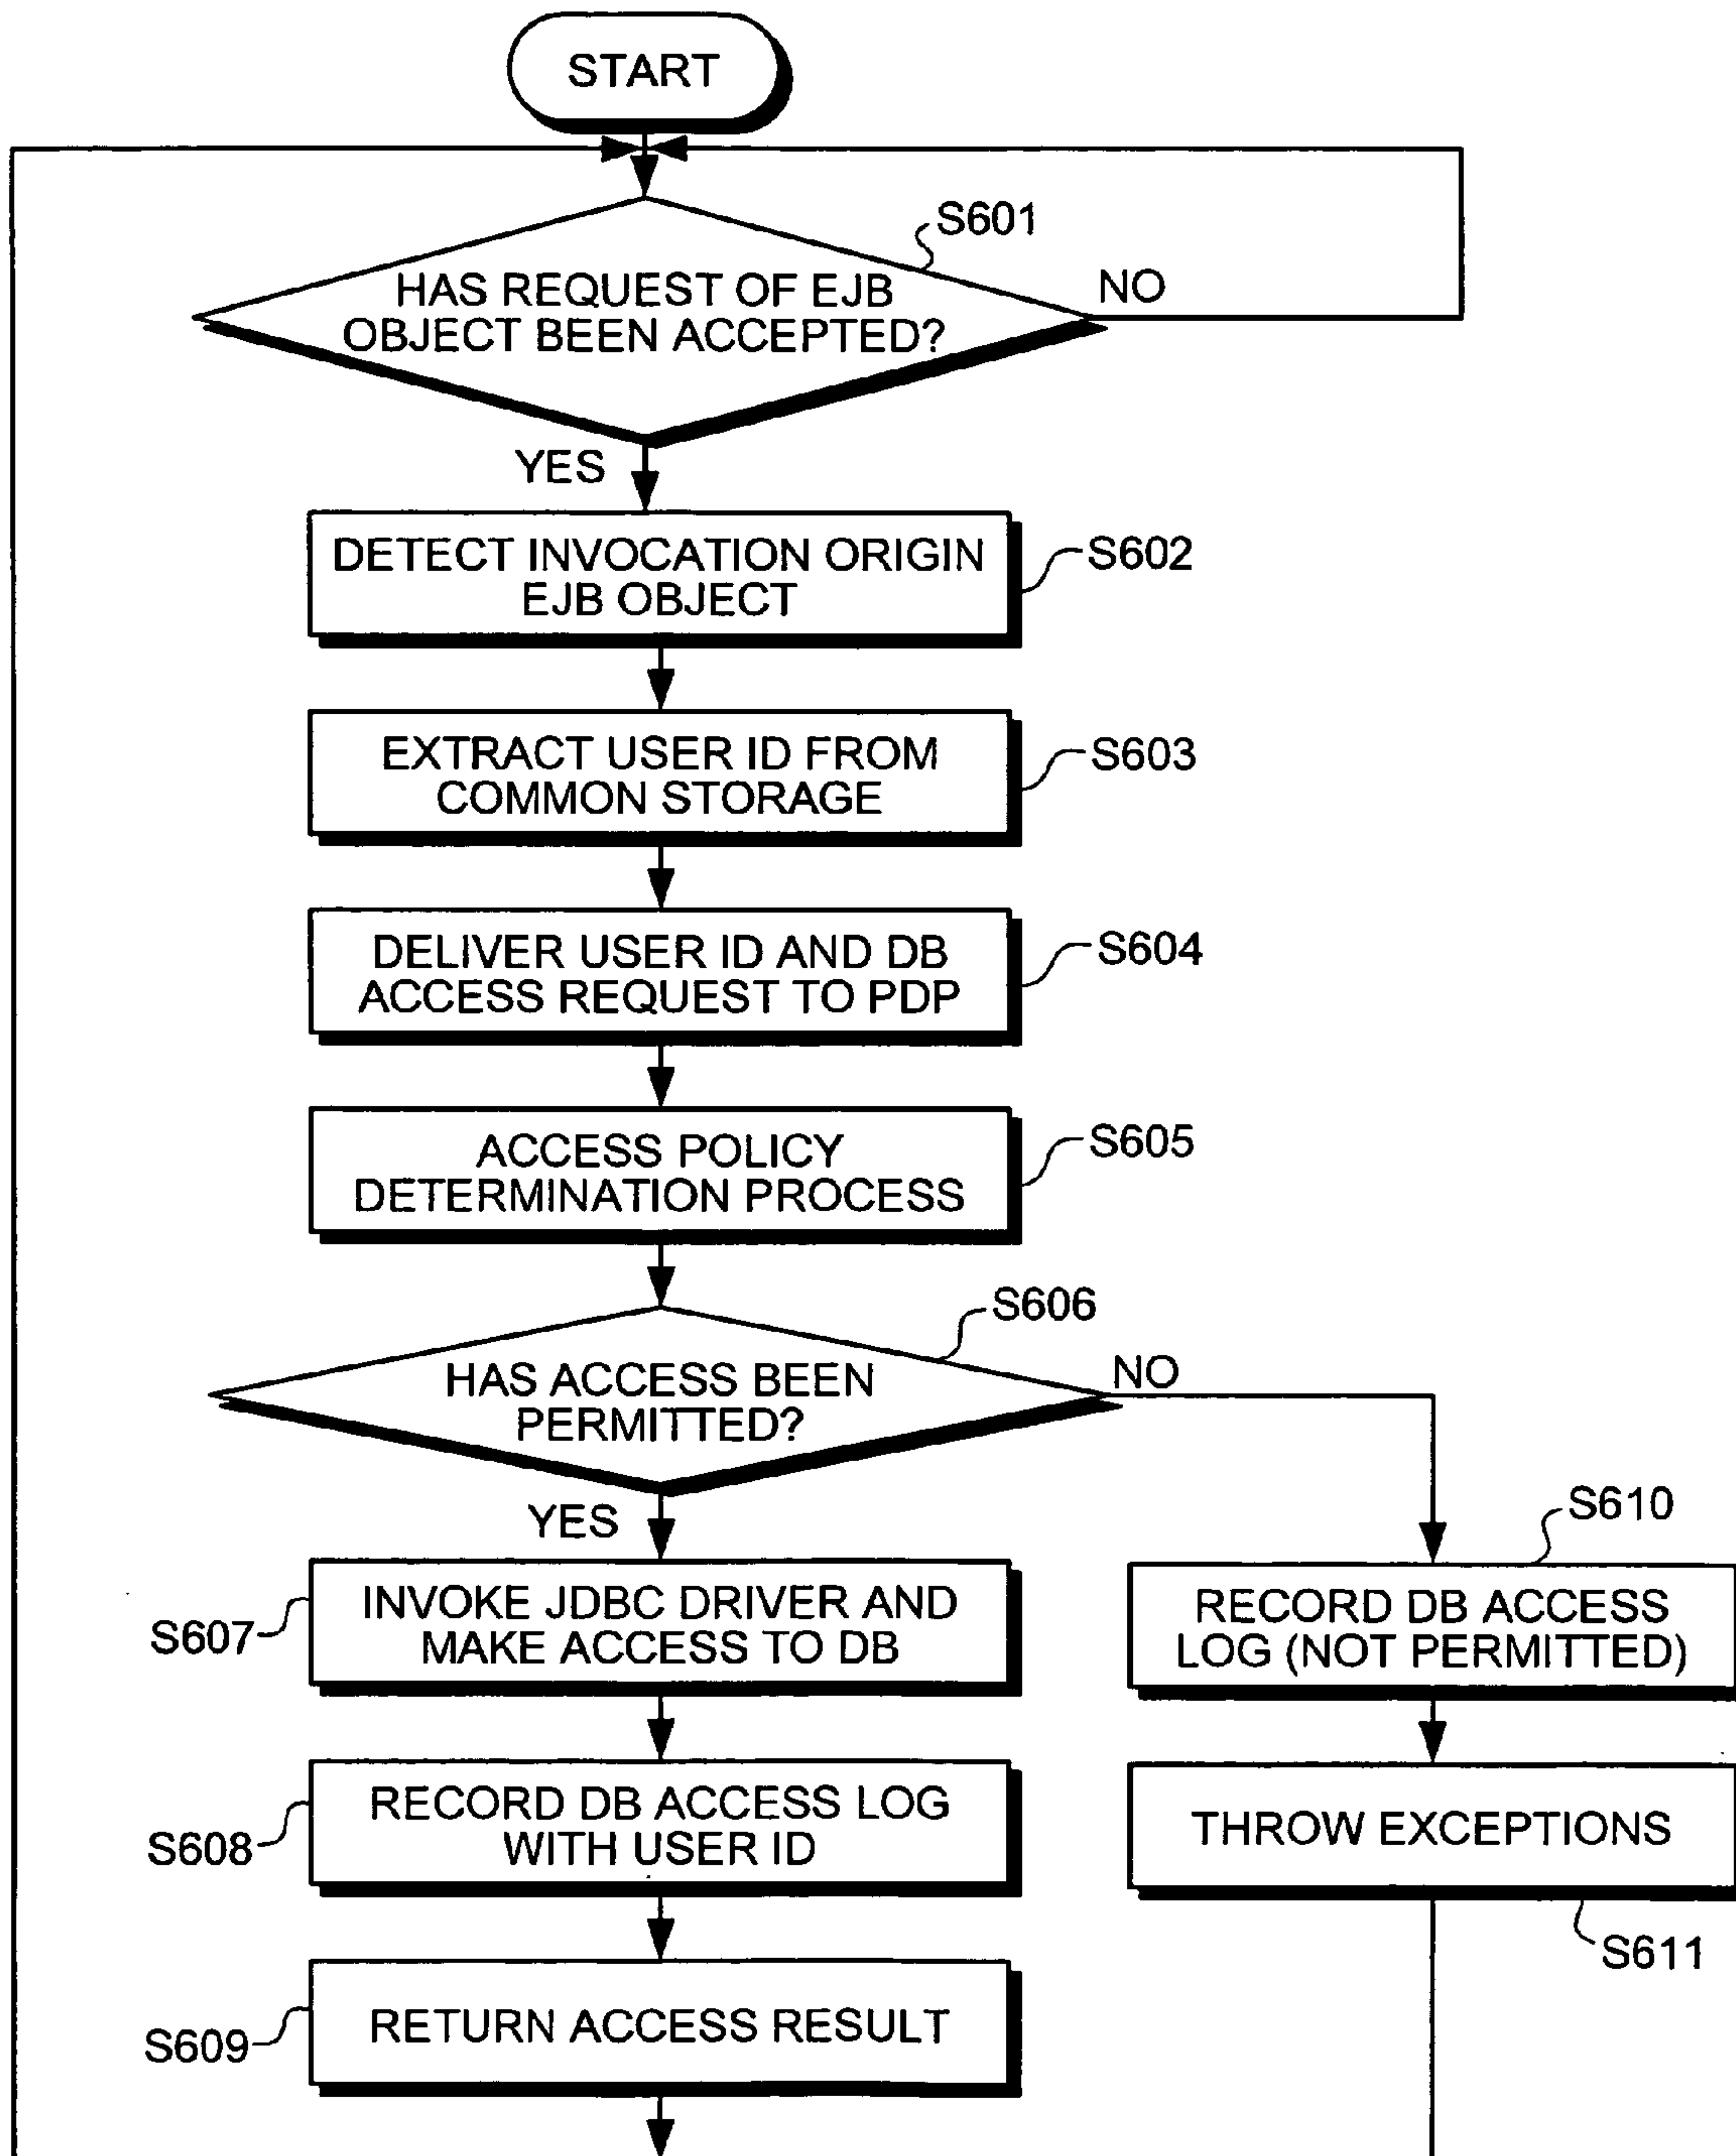 START
S601
HAS REQUEST OF EJB
OBJECT BEEN ACCEPTED?
NO
YES
DETECT INVOCATION ORIGIN
EJB OBJECT
S602
EXTRACT USER ID FROM
COMMON STORAGE
S603
DELIVER USER ID AND DB
ACCESS REQUEST TO PDP
S604
ACCESS POLICY
DETERMINATION PROCESS
S605
S606
HAS ACCESS BEEN
PERMITTED?
NO
YES
S607
INVOKE JDBC DRIVER AND
MAKE ACCESS TO DB
S610
RECORD DB ACCESS
LOG (NOT PERMITTED)
S608
RECORD DB ACCESS LOG
WITH USER ID
THROW EXCEPTIONS
S611
S609
RETURN ACCESS RESULT